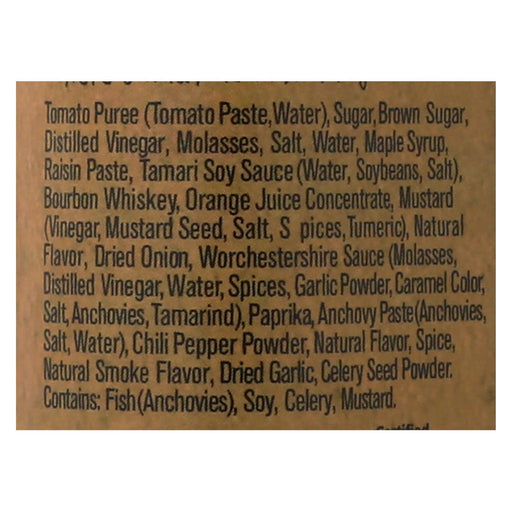 Tomato Puree (Tomato Paste, Water), Sugar, Brown Sugar,
Distilled Vinegar, Molasses, Salt, Water, Maple Syrup,
Raisin Paste, Tamari Soy Sauce (Water, Soybeans, Salt),
Bourbon Whiskey, Orange Juice Concentrate, Mustard
(Vinegar, Mustard Seed, Salt, S pices, Turmeric), Natural
Flavor, Dried Onion, Worchestershire Sauce (Molasses,
Distilled Vinegar, Water, Spices, Garlic Powder, Caramel Color,
Salt, Anchovies, Tamarind), Paprika, Anchovy Paste (Anchovies,
Salt, Water), Chili Pepper Powder, Natural Flavor, Spice,
Natural Smoke Flavor, Dried Garlic, Celery Seed Powder.
Contains: Fish (Anchovies), Soy, Celery, Mustard.